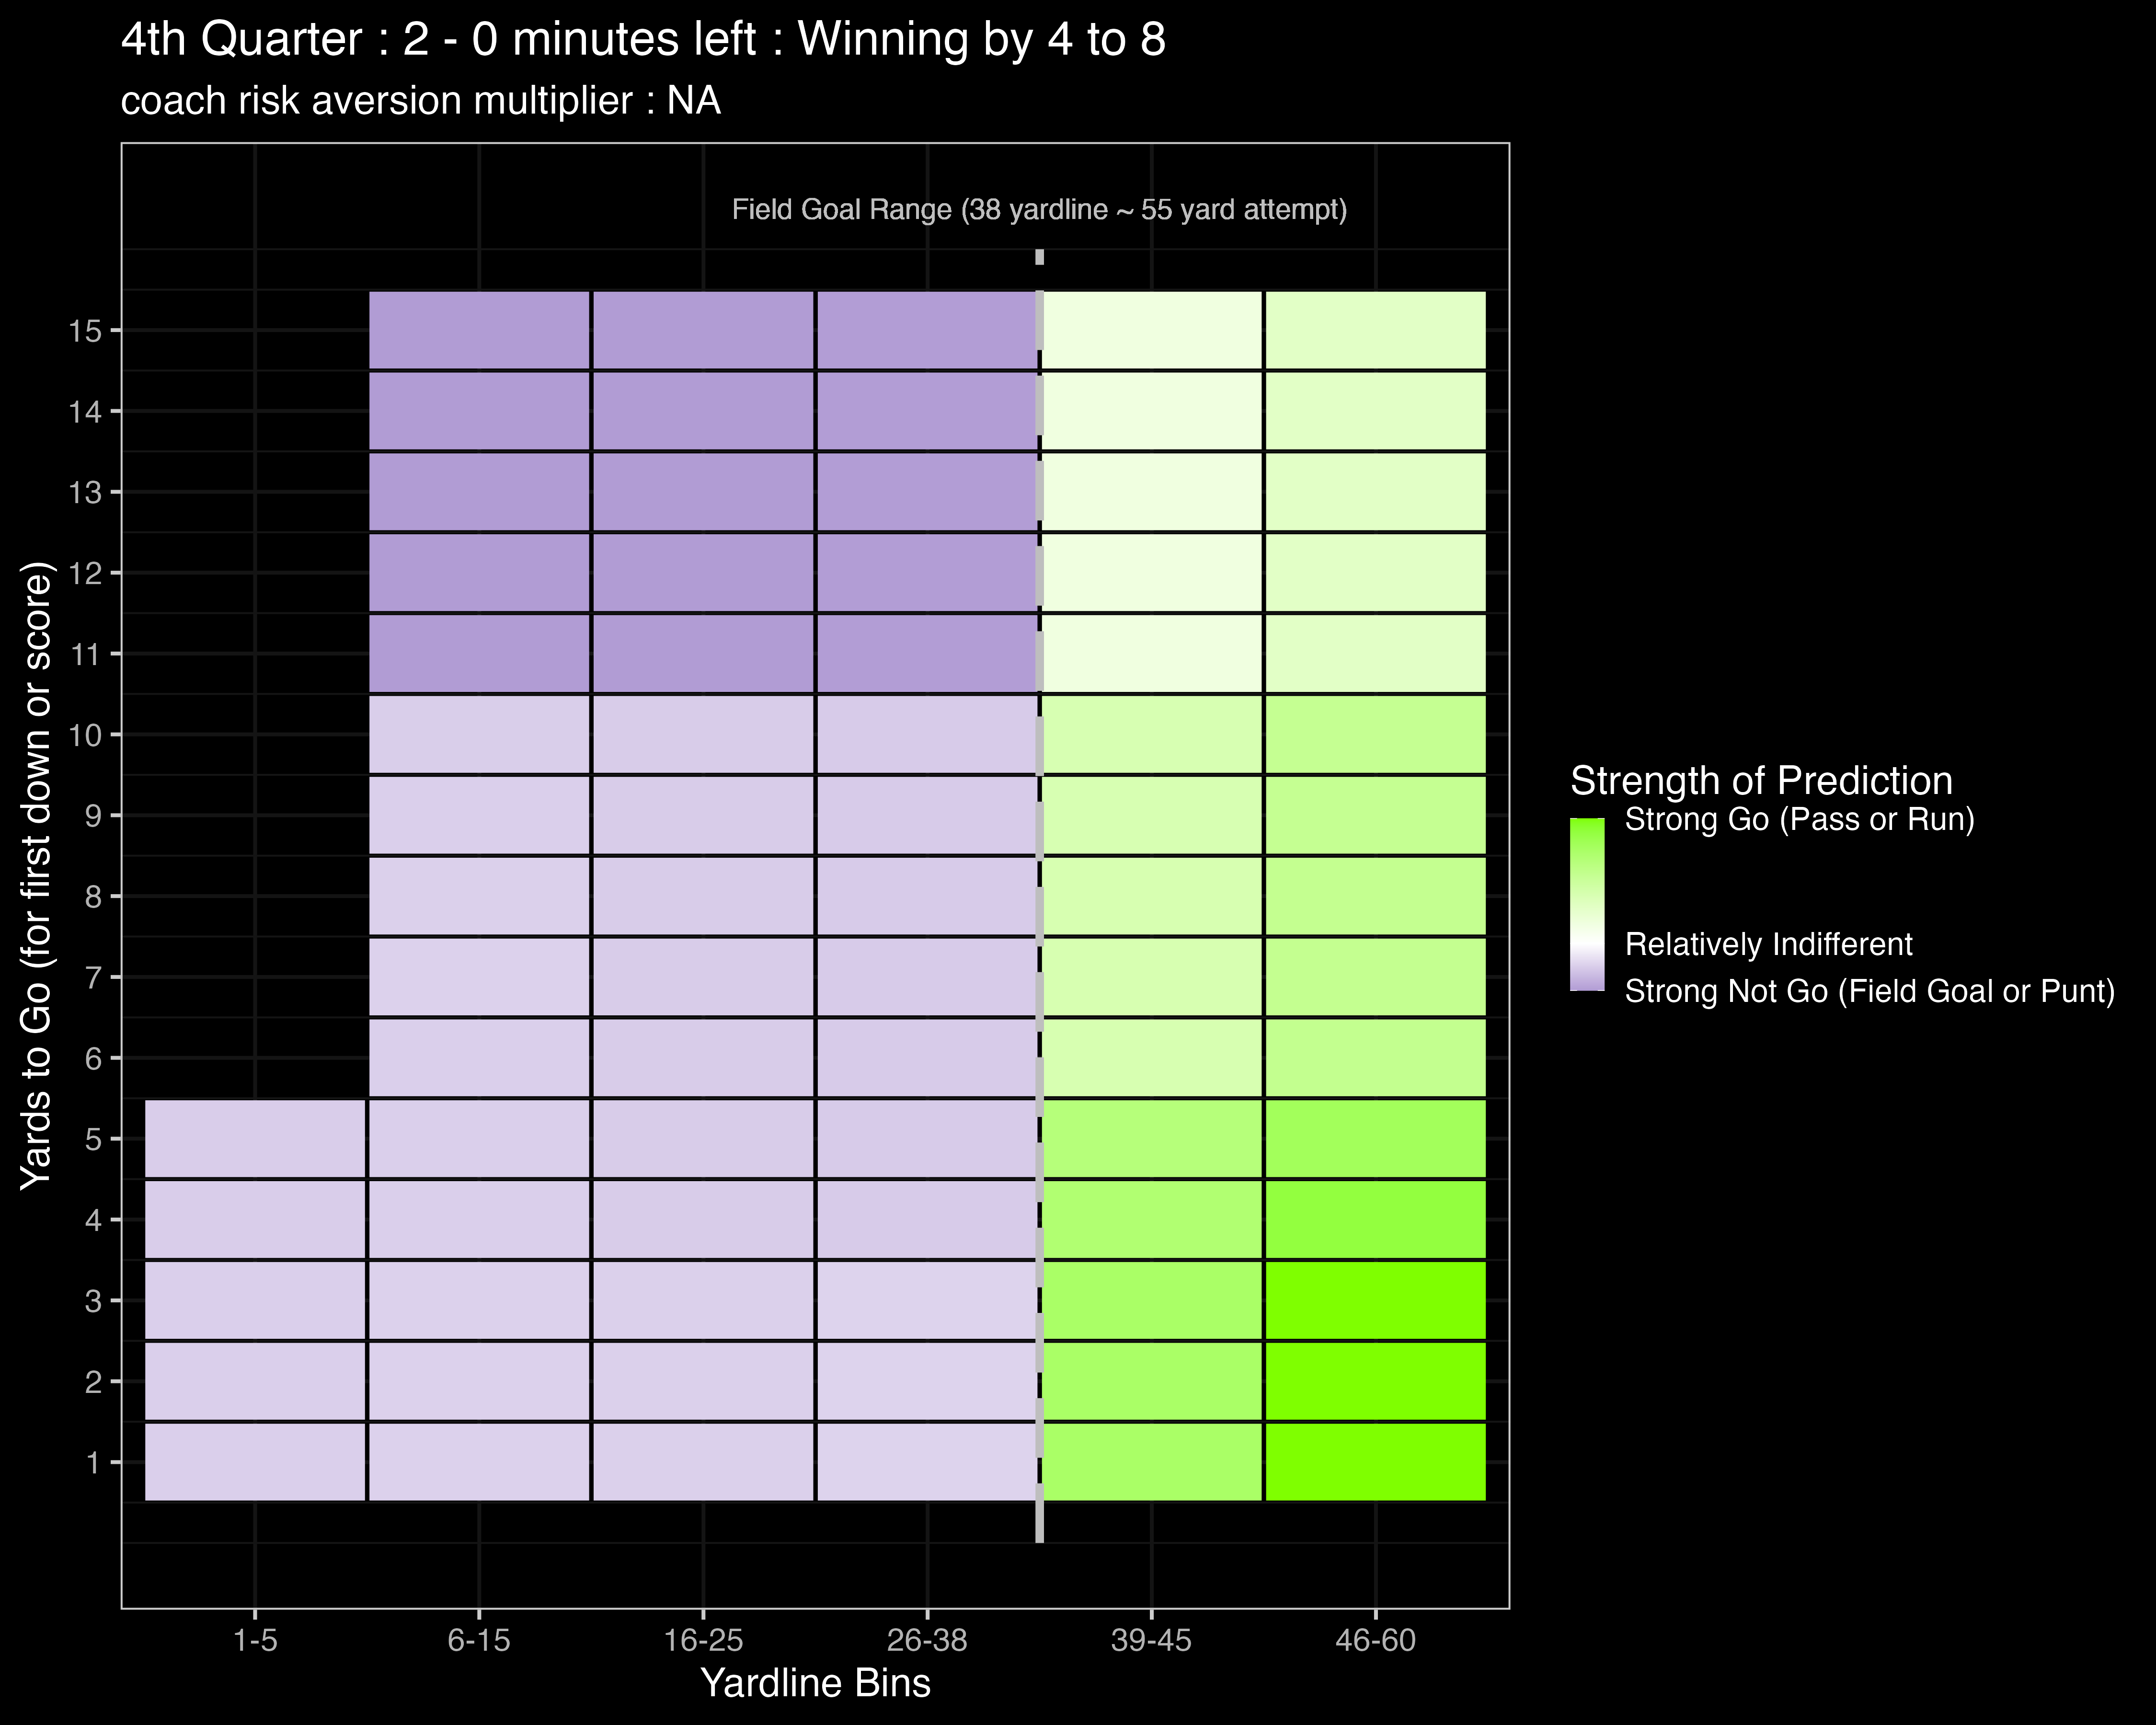 4th Quarter : 2 - 0 minutes left : Winning by 4 to 8
coach risk aversion multiplier : NA
Field Goal Range (38 yardline ~ 55 yard attempt)
Yards to Go (for first down or score)
15
14
13
12
11
10
9
8
7
6
5
4
3
2
1
1-5
6-15
16-25
26-38
39-45
46-60
Yardline Bins
Strength of Prediction
Strong Go (Pass or Run)
Relatively Indifferent
Strong Not Go (Field Goal or Punt)